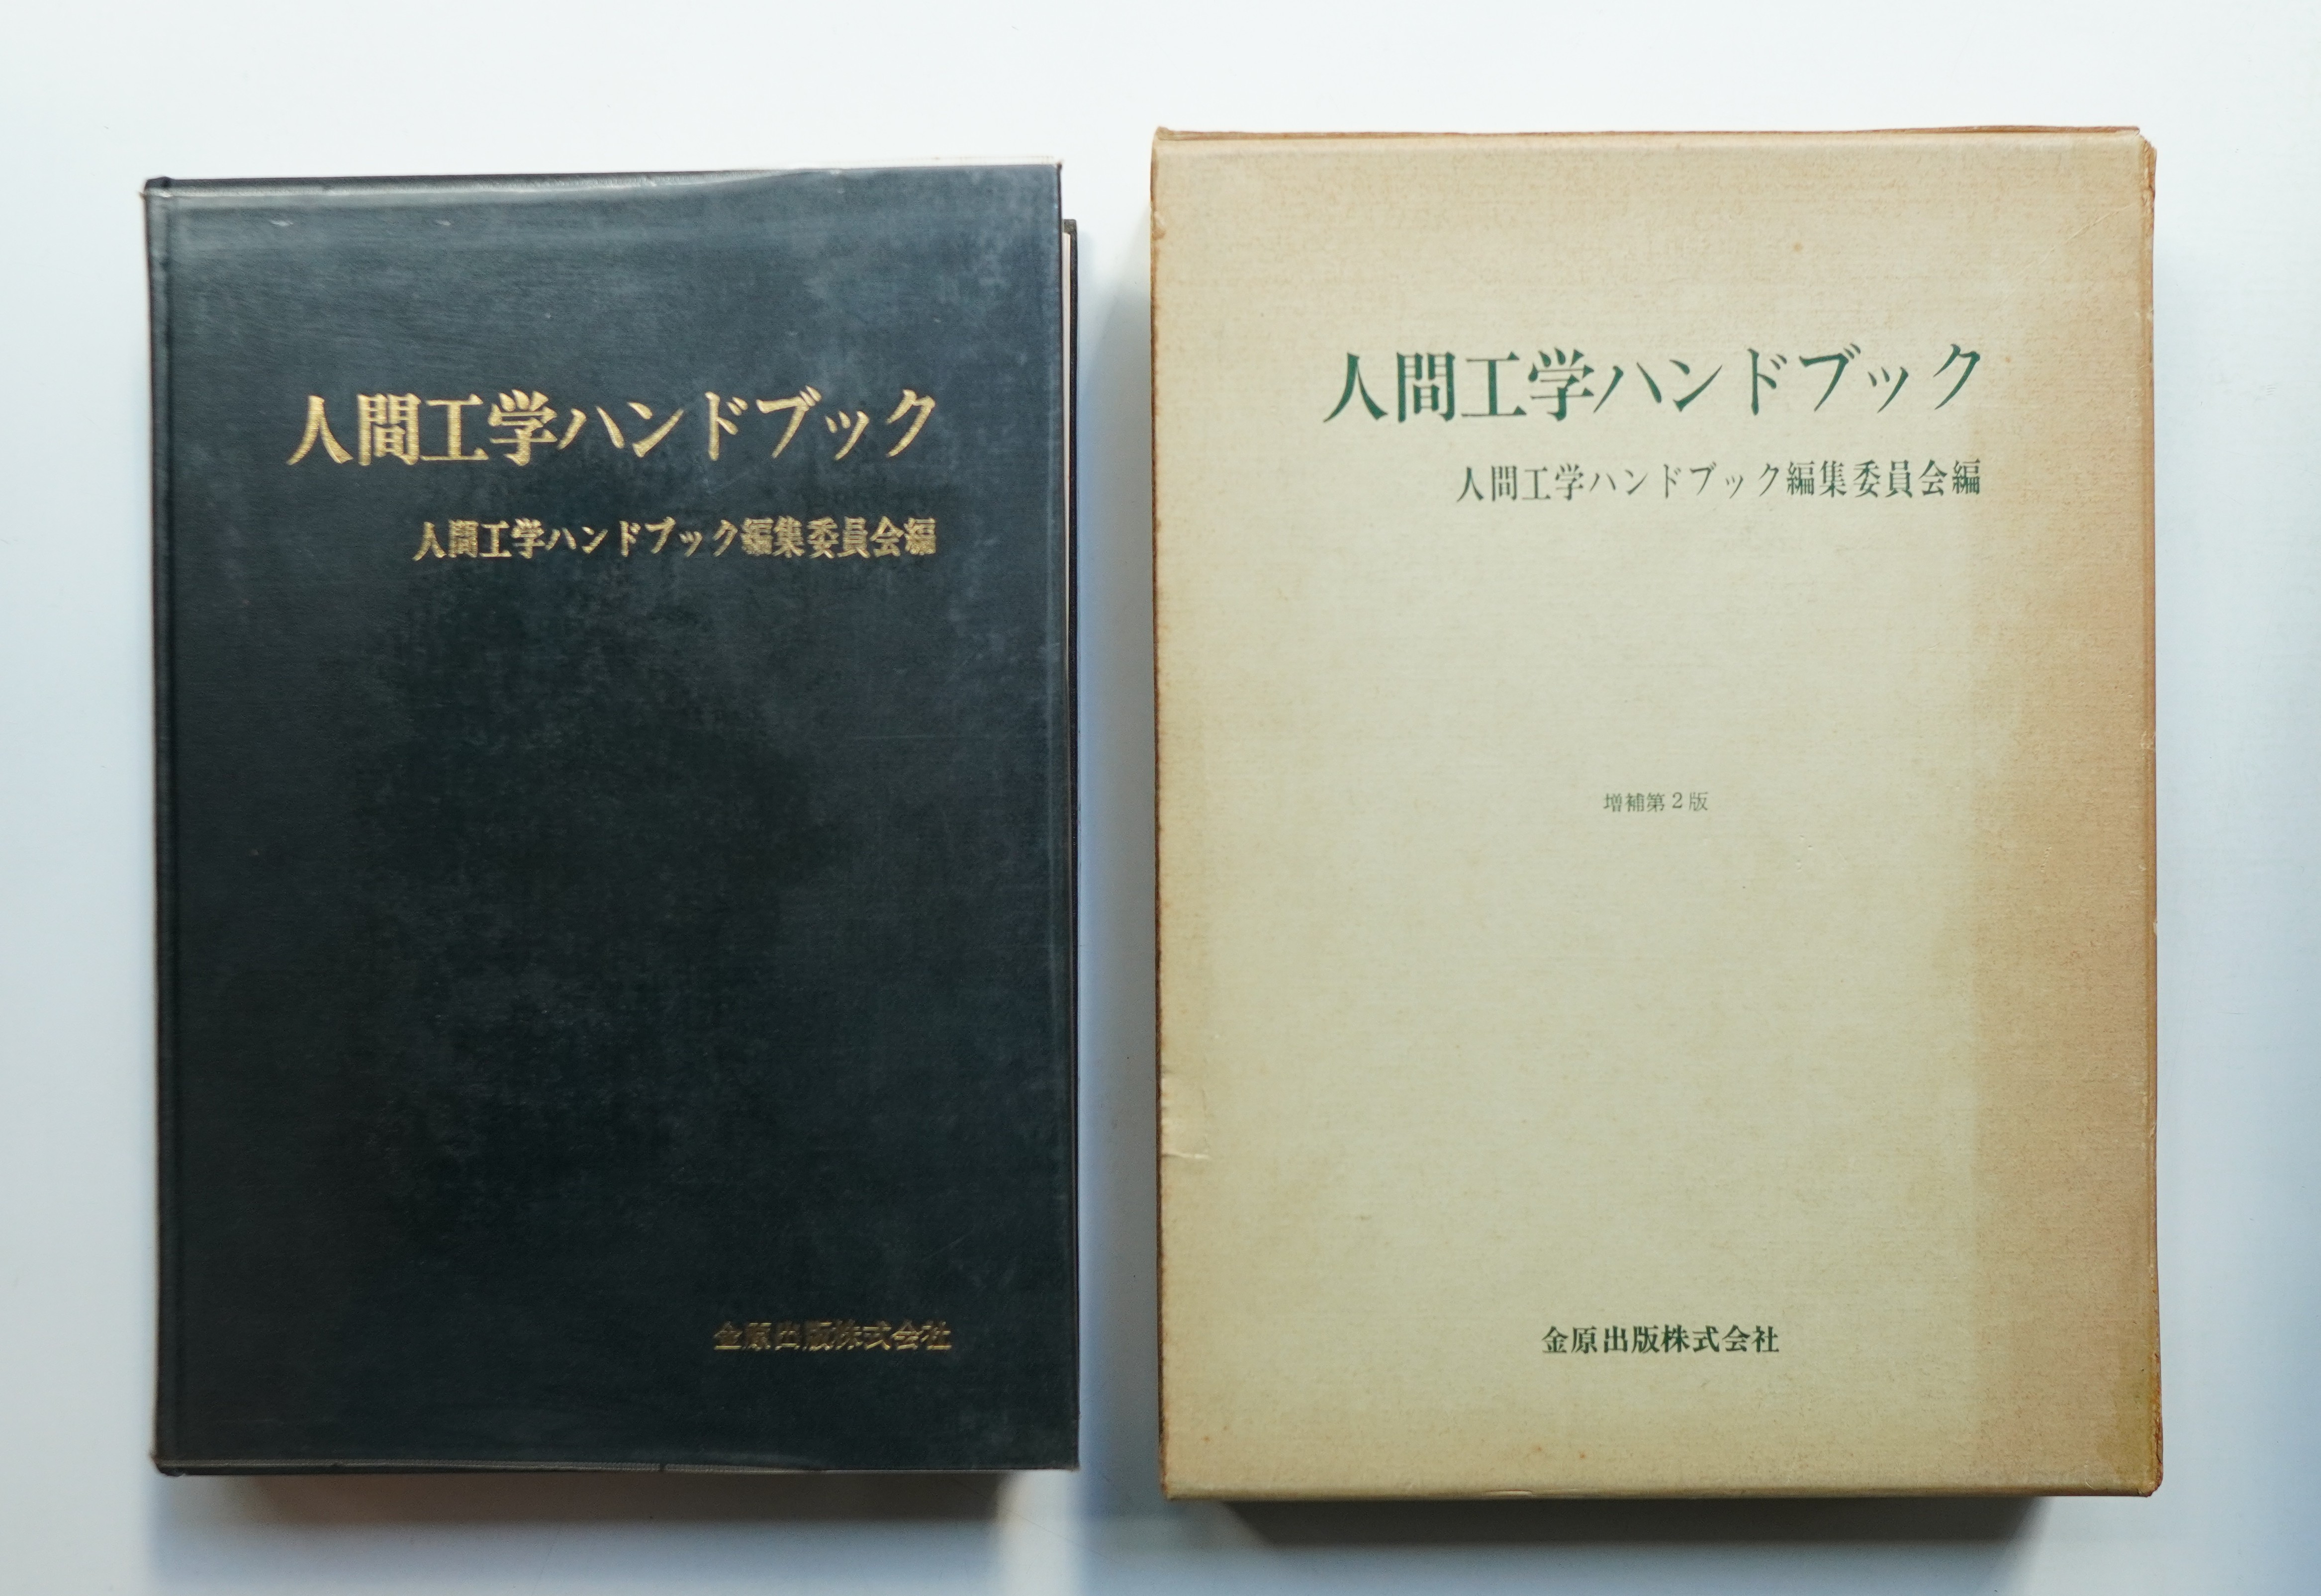 人間工学ハンドブック
人間工学ハンドブック編集委員会編
金原出版株式会社
人間工学ハンドブック
人間工学ハンドブック編集委員会編
増補第2版
金原出版株式会社